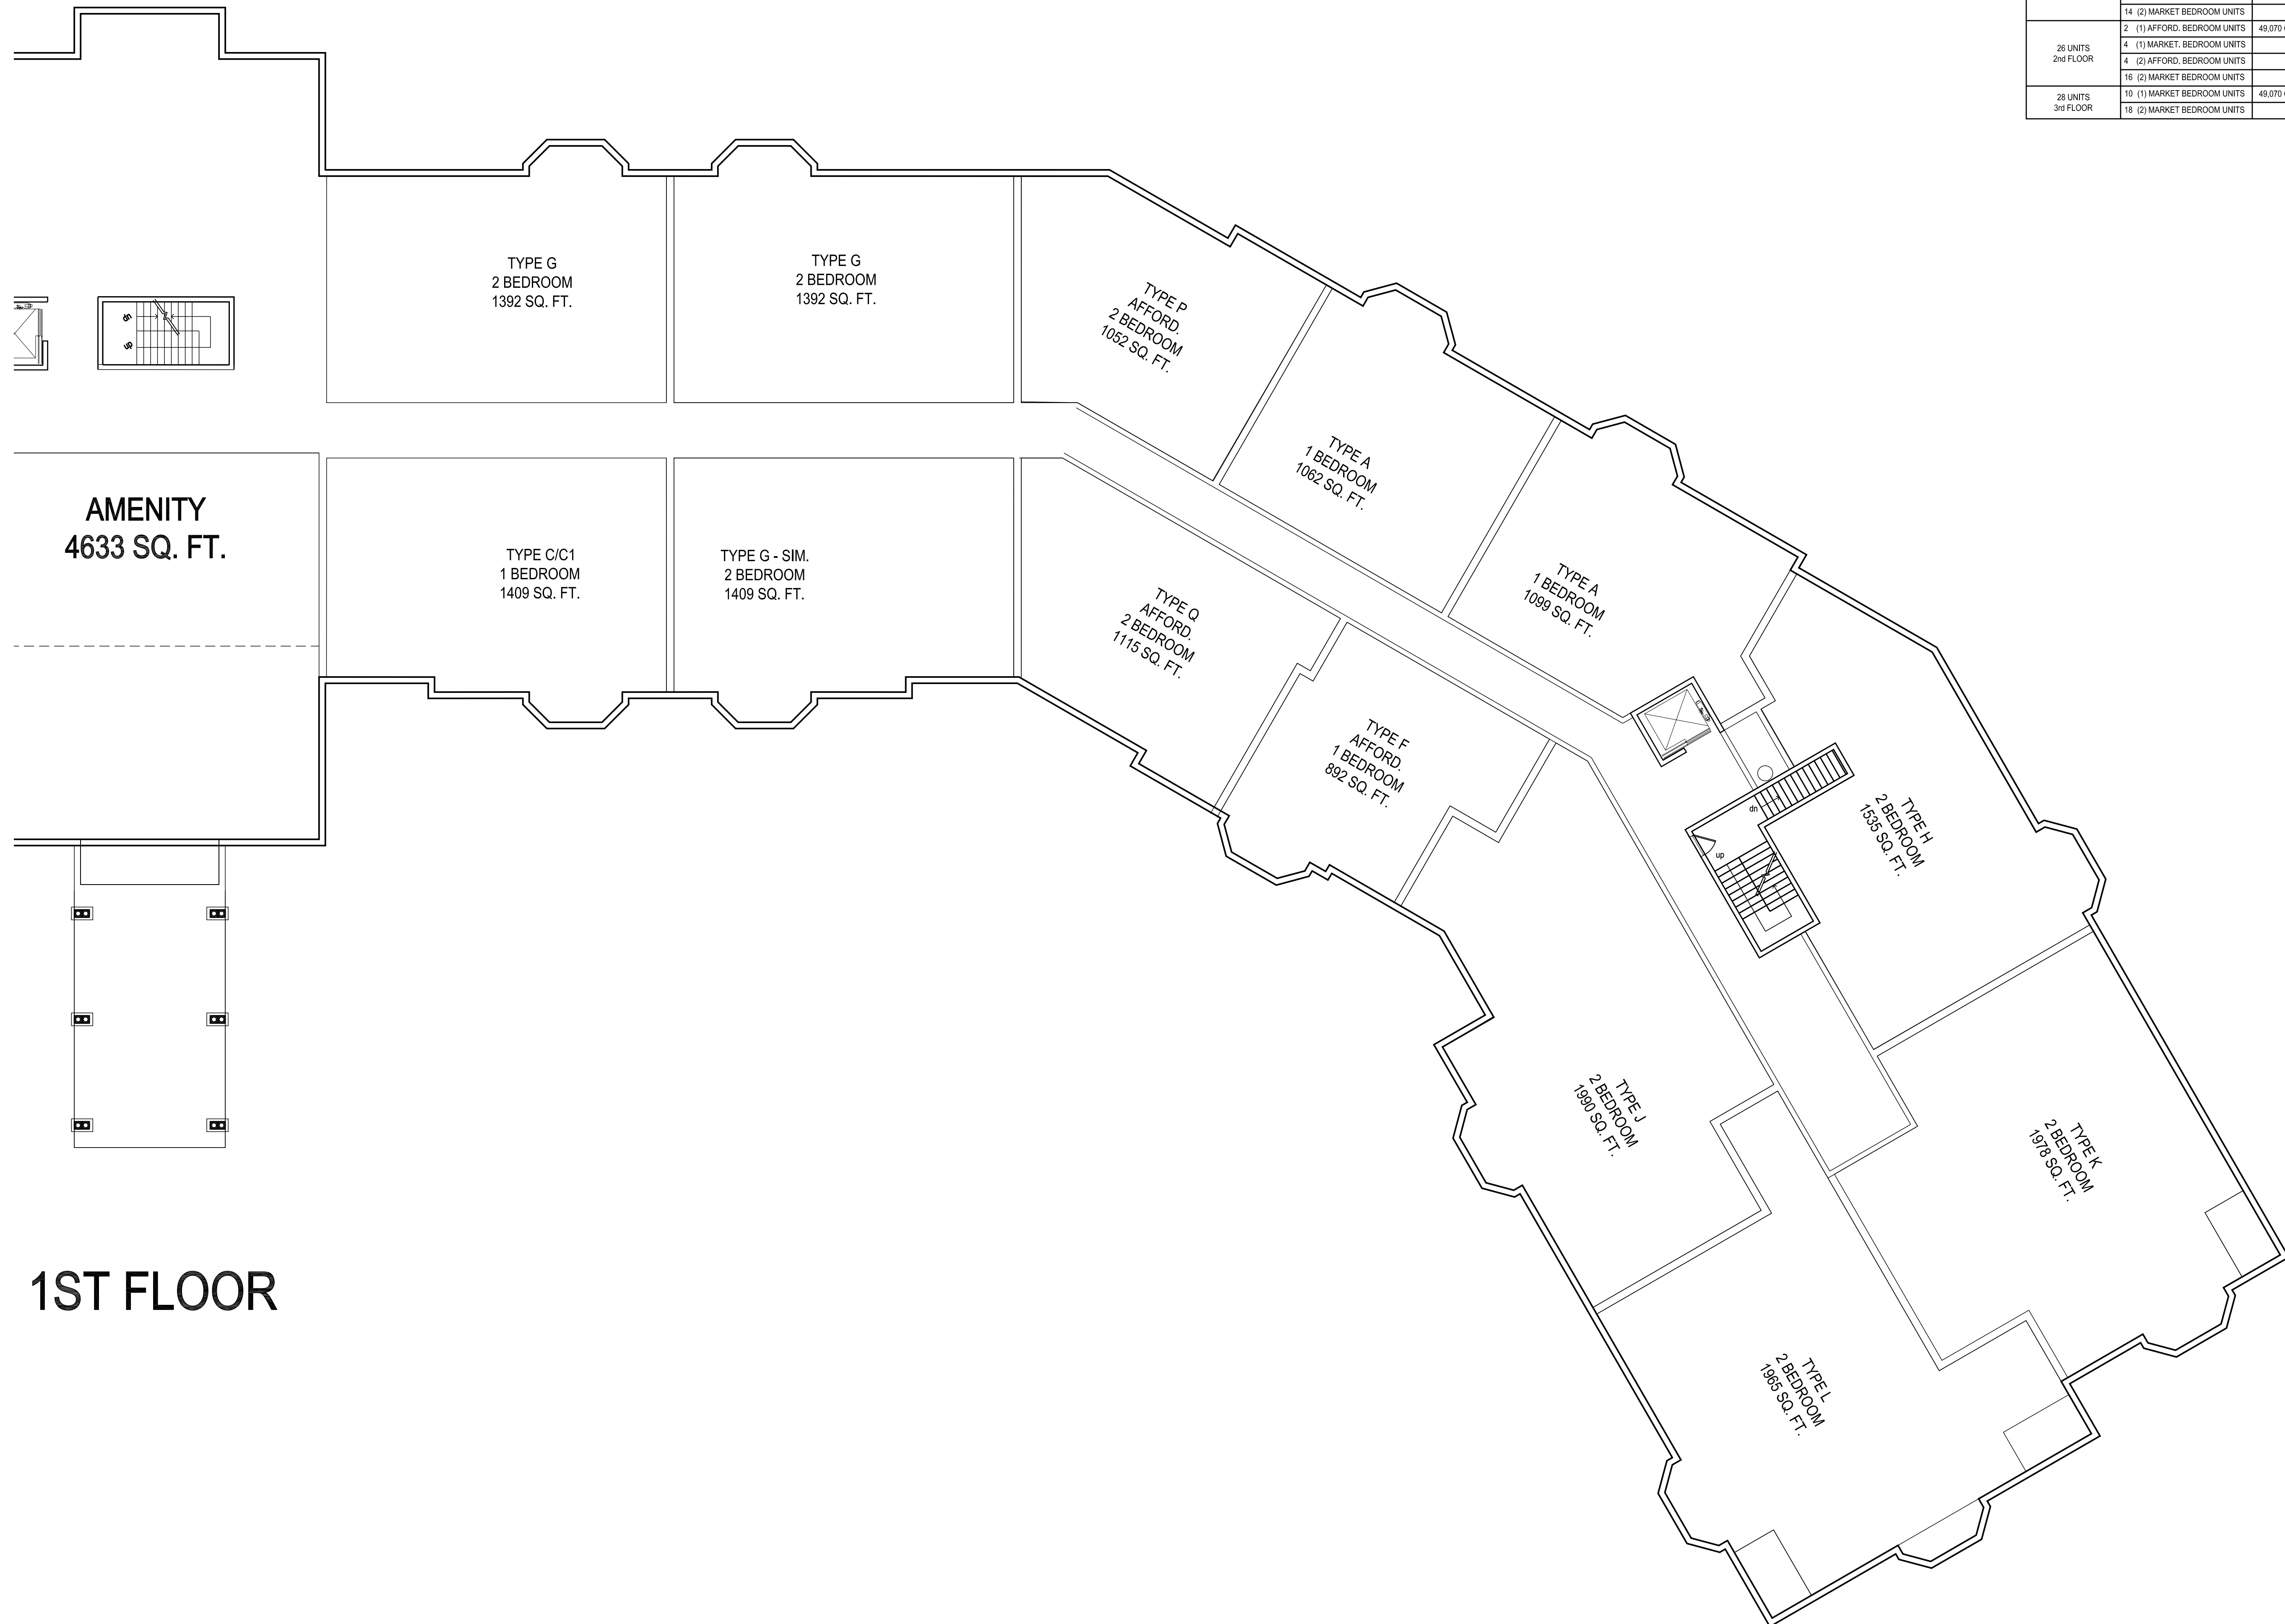 14 (2) MARKET BEDROOM UNITS
26 UNITS
2nd FLOOR
2 (1) AFFORD. BEDROOM UNITS 49,070
4 (1) MARKET. BEDROOM UNITS
4 (2) AFFORD. BEDROOM UNITS
16 (2) MARKET BEDROOM UNITS
28 UNITS
3rd FLOOR
10 (1) MARKET BEDROOM UNITS 49,070
18 (2) MARKET BEDROOM UNITS
TYPE G
2 BEDROOM
1392 SQ. FT.
TYPE G
2 BEDROOM
1392 SQ. FT.
TYPE P
AFFORD.
2 BEDROOM
1052 SQ. FT.
up
TYPE A
1 BEDROOM
1062 SQ. FT.
AMENITY
4633 SQ. FT.
TYPE C/C1
1 BEDROOM
1409 SQ. FT.
TYPE G - SIM.
2 BEDROOM
1409 SQ. FT.
TYPE Q
AFFORD.
2 BEDROOM
1115 SQ. FT.
TYPE A
1 BEDROOM
1099 SQ. FT.
TYPE F
AFFORD.
1 BEDROOM
892 SQ. FT.
dn
up
TYPE H
2 BEDROOM
1535 SQ. FT.
TYPE J
2 BEDROOM
1990 SQ. FT.
TYPE K
2 BEDROOM
1978 SQ. FT.
1ST FLOOR
TYPE L
2 BEDROOM
1965 SQ. FT.